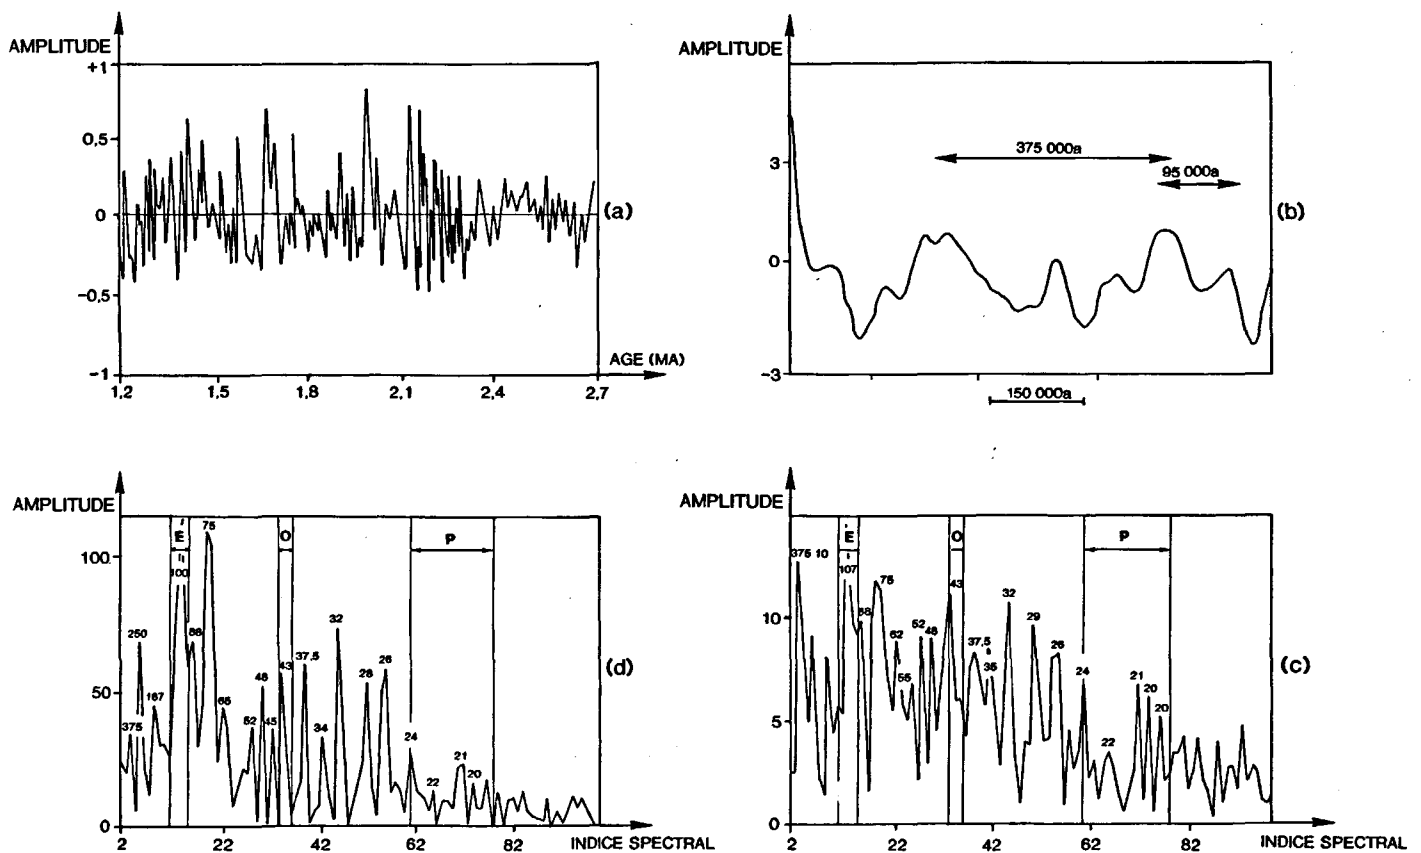 AMPLITUDE
+1
0,5
0
-0,5
-1
1,2 1,5 1,8 2,1 2,4 2,7
AGE (MA)
(a)
AMPLITUDE
3
0
-3
375 000a
95 000a
150 000a
(b)
AMPLITUDE
100
50
0
E O P
375 250 167 100 88 75 65 52 48 45 43 37,5 34 32 28 26 24 22 21 20
2 22 42 62 82
INDICE SPECTRAL
(d)
AMPLITUDE
10
5
0
E O P
375 10 107 88 75 62 55 52 48 43 37,5 35 32 29 26 24 22 21 20 20
2 22 42 62 82
INDICE SPECTRAL
(c)